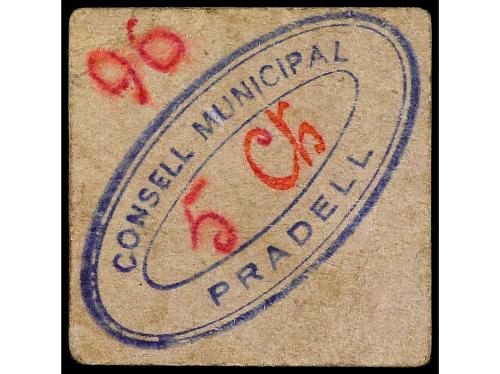 96
CONSELL MUNICIPAL
5 Cts
PRADELL